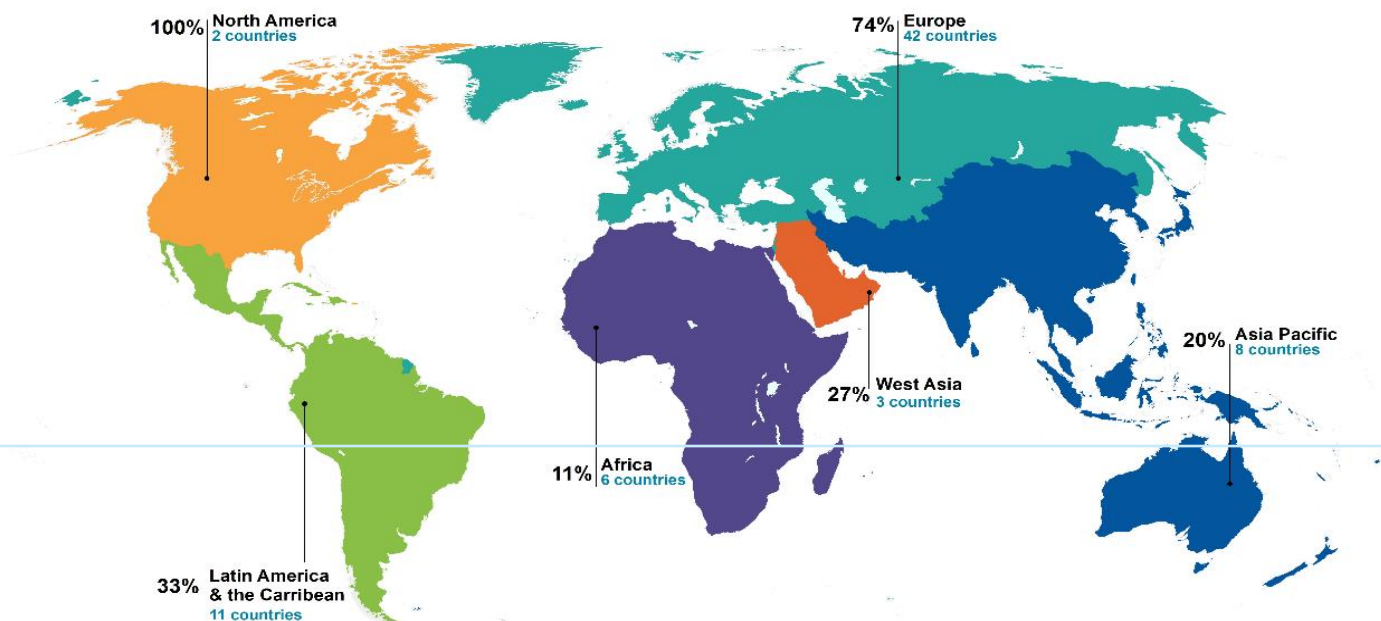 100%
North America
2 countries
74%
Europe
42 countries
20%
Asia Pacific
8 countries
27%
West Asia
3 countries
11%
Africa
6 countries
33%
Latin America
& the Carribean
11 countries